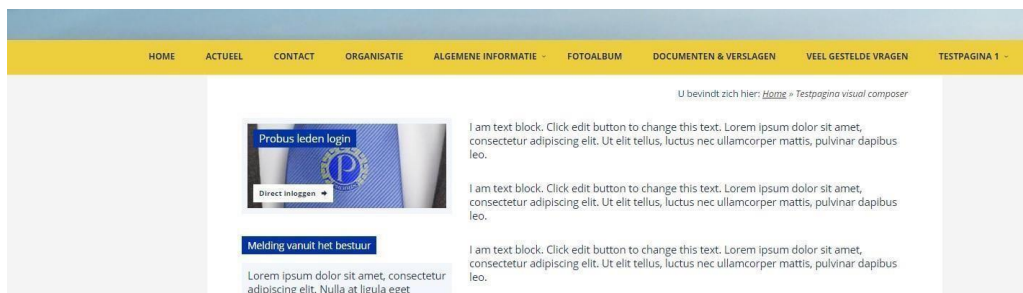 HOME ACTUEEL CONTACT ORGANISATIE ALGEMENE INFORMATIE FOTOALBUM DOCUMENTEN & VERSLAGEN VEEL GESTELDE VRAGEN TESTPAGINA 1
U bevindt zich hier: Home » Testpagina visual composer
Probus leden login
P
Direct inloggen
Melding vanuit het bestuur
Lorem ipsum dolor sit amet, consectetur
adipiscing elit. Nulla at ligula eget
I am text block. Click edit button to change this text. Lorem ipsum dolor sit amet,
consectetur adipiscing elit. Ut elit tellus, luctus nec ullamcorper mattis, pulvinar dapibus
leo.
I am text block. Click edit button to change this text. Lorem ipsum dolor sit amet,
consectetur adipiscing elit. Ut elit tellus, luctus nec ullamcorper mattis, pulvinar dapibus
leo.
I am text block. Click edit button to change this text. Lorem ipsum dolor sit amet,
consectetur adipiscing elit. Ut elit tellus, luctus nec ullamcorper mattis, pulvinar dapibus
leo.